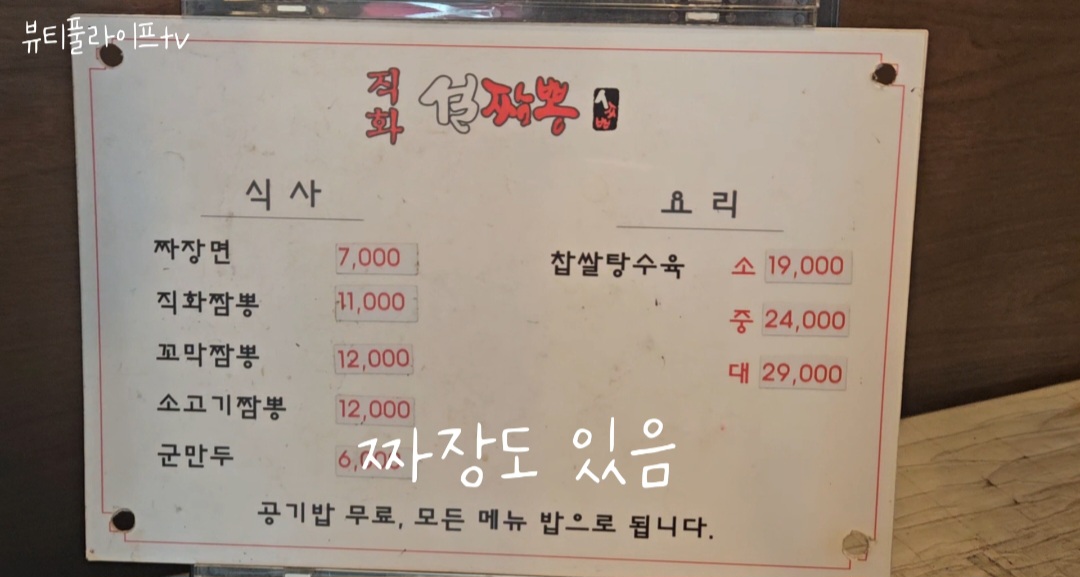 뷰티풀라이프tv
직화 짬뽕
식사
요리
짜장면 7,000
찹쌀탕수육 소 19,000
직화짬뽕 11,000
중 24,000
꼬막짬뽕 12,000
대 29,000
소고기짬뽕 12,000
군만두
짜장도 있음
공기밥 무료, 모든 메뉴 밥으로 됩니다.